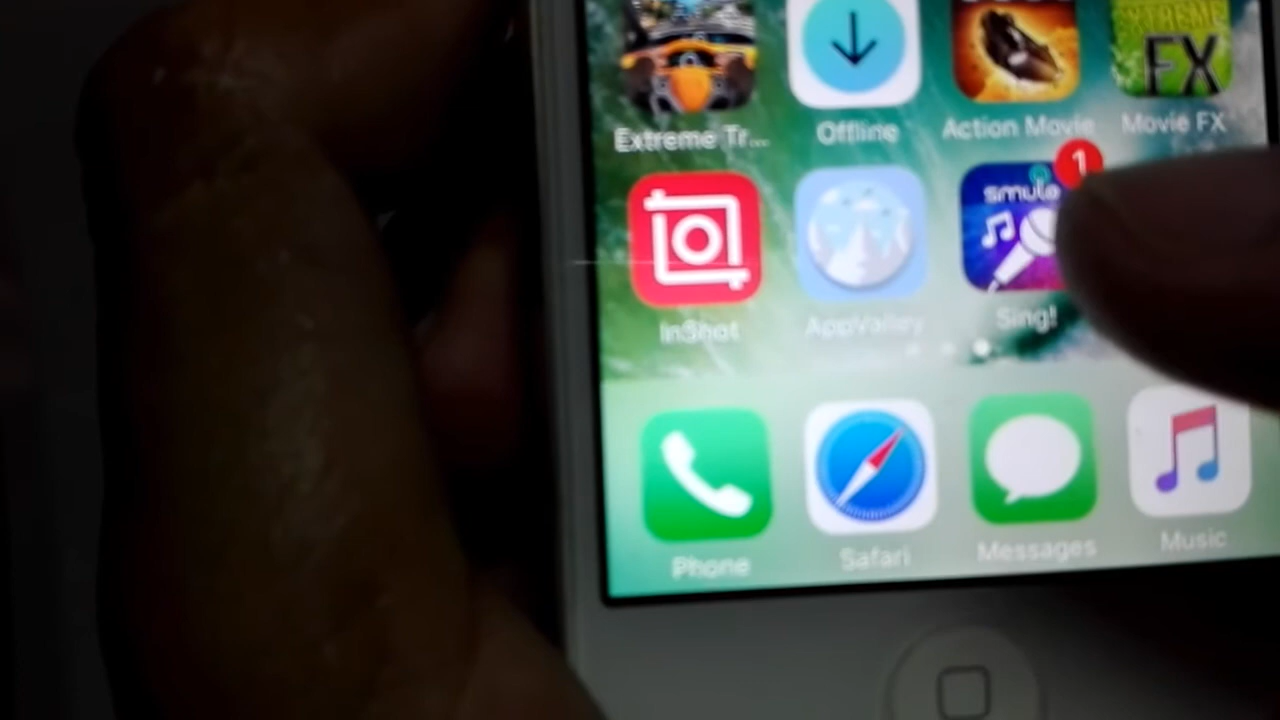 EXTREME
FX
Extreme Tr...
Offline
Action Movie
Movie FX
1
smule
InShot
AppValley
Sing!
Phone
Safari
Messages
Music